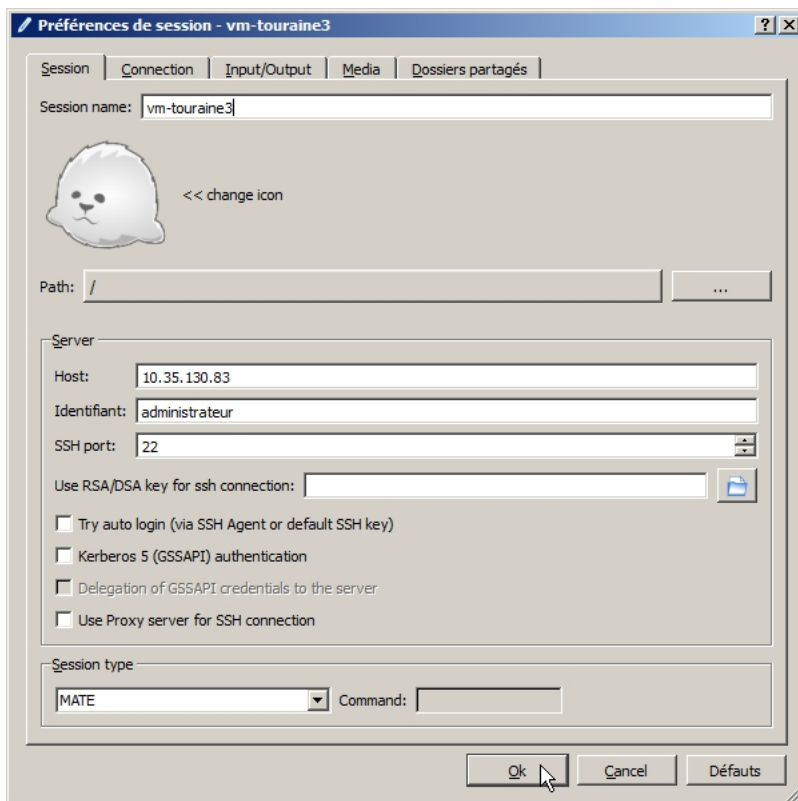 Préférences de session - vm-touraine3
Session Connection Input/Output Media Dossiers partagés
Session name: vm-touraine3
<< change icon
Path: / ...
Server
Host: 10.35.130.83
Identifiant: administrateur
SSH port: 22
Use RSA/DSA key for ssh connection:
Try auto login (via SSH Agent or default SSH key)
Kerberos 5 (GSSAPI) authentication
Delegation of GSSAPI credentials to the server
Use Proxy server for SSH connection
Session type
MATE Command:
Ok Cancel Défauts